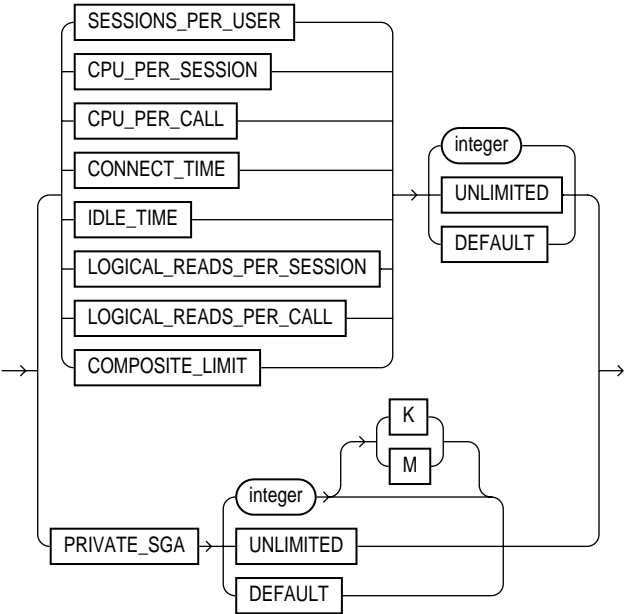 SESSIONS_PER_USER
CPU_PER_SESSION
CPU_PER_CALL
CONNECT_TIME
IDLE_TIME
LOGICAL_READS_PER_SESSION
LOGICAL_READS_PER_CALL
COMPOSITE_LIMIT
integer
UNLIMITED
DEFAULT
PRIVATE_SGA
integer
K
M
UNLIMITED
DEFAULT